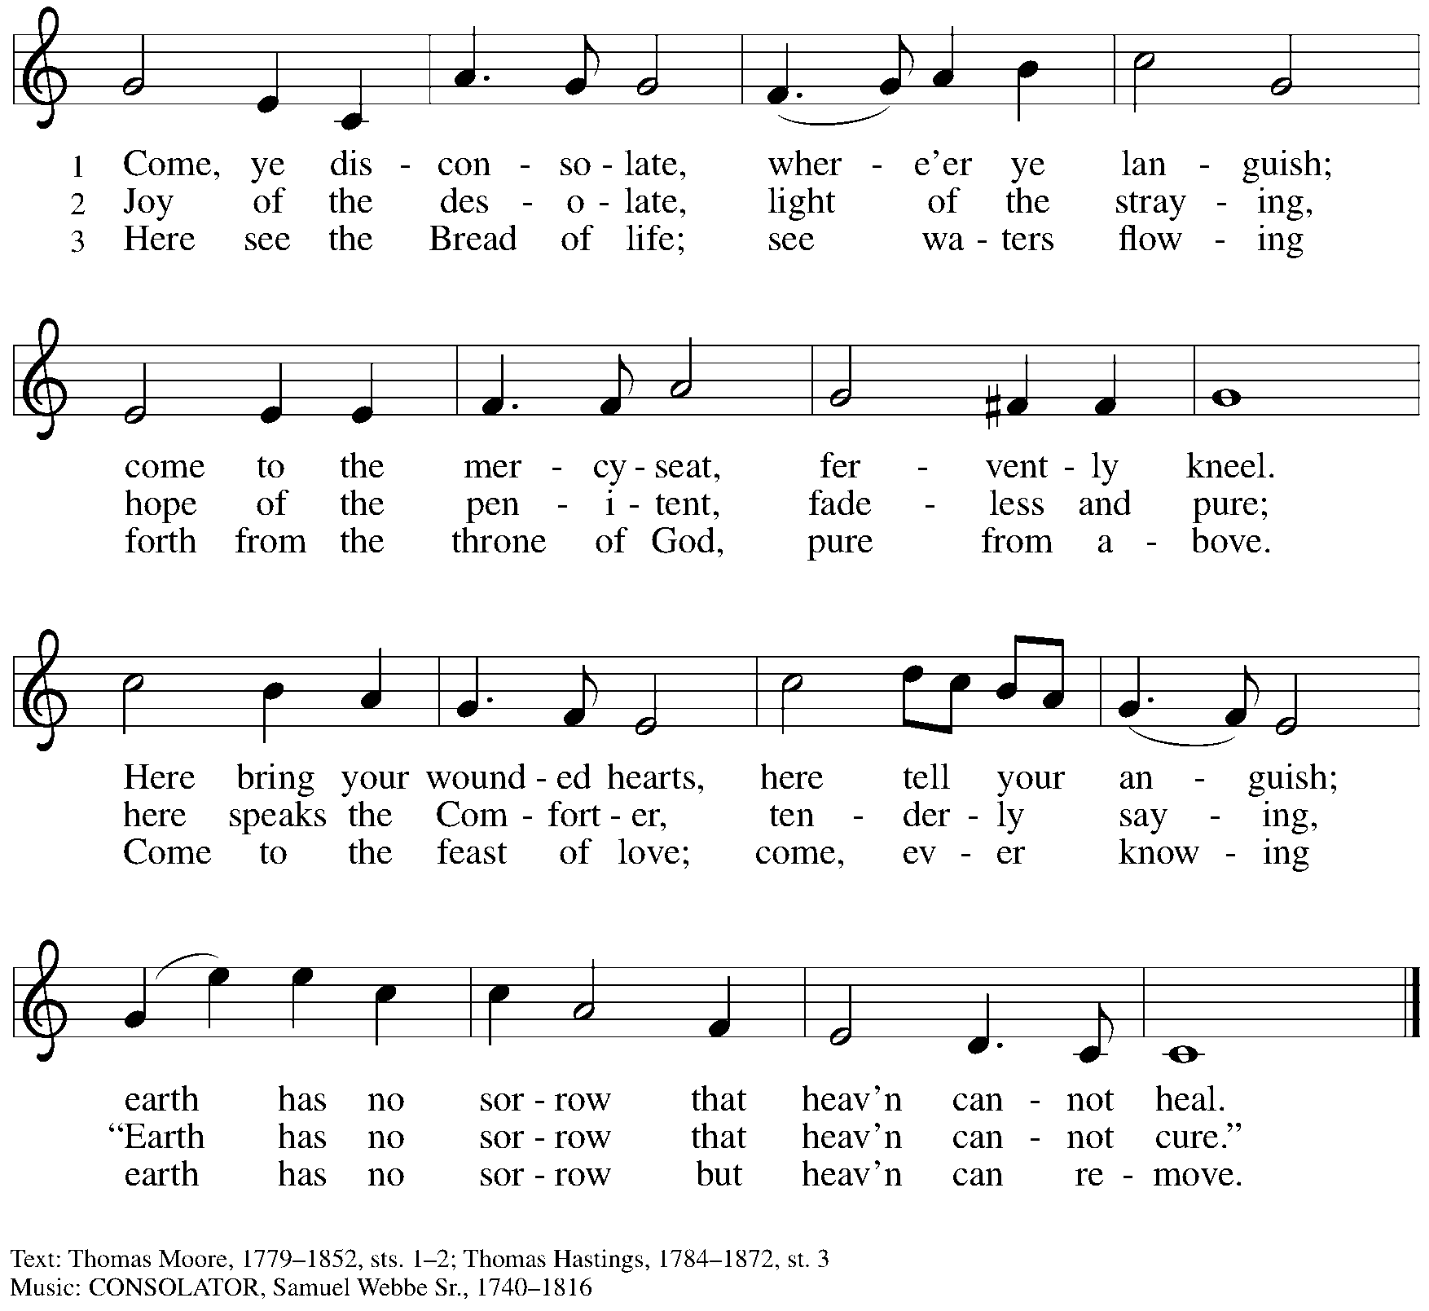 1 Come, ye dis - con - so - late, wher - e’er ye lan - guish;
2 Joy of the des - o - late, light of the stray - ing,
3 Here see the Bread of life; see wa - ters flow - ing
come to the mer - cy - seat, fer - vent - ly kneel.
hope of the pen - i - tent, fade - less and pure;
forth from the throne of God, pure from a - bove.
Here bring your wound - ed hearts, here tell your an - guish;
here speaks the Com - fort - er, ten - der - ly say - ing,
Come to the feast of love; come, ev - er know - ing
earth has no sor - row that heav’n can - not heal.
“Earth has no sor - row that heav’n can - not cure.”
earth has no sor - row but heav’n can re - move.
Text: Thomas Moore, 1779–1852, sts. 1–2; Thomas Hastings, 1784–1872, st. 3
Music: CONSOLATOR, Samuel Webbe Sr., 1740–1816